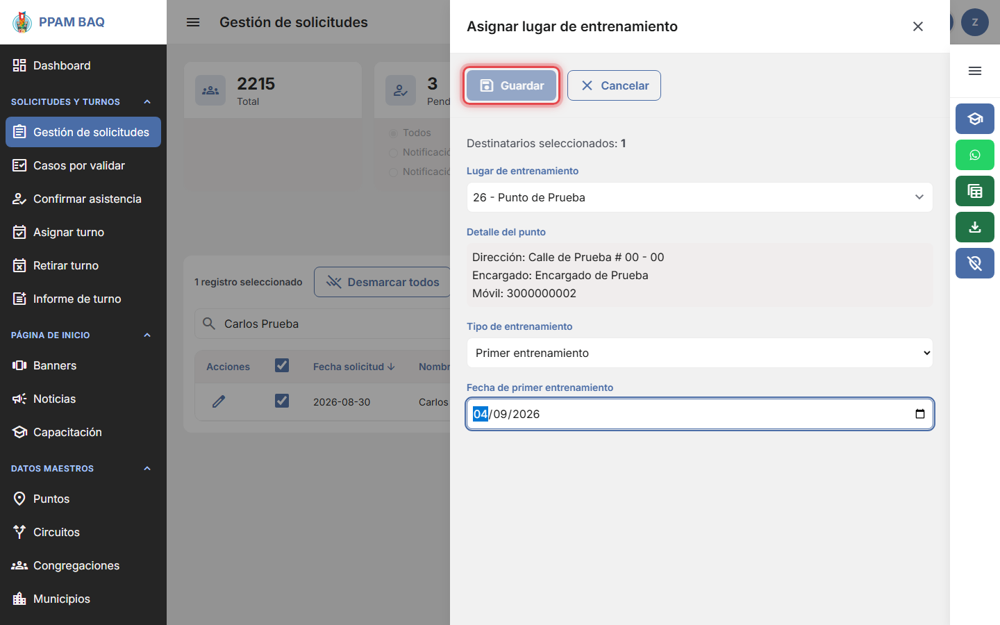 PPAM BAQ
Dashboard
SOLICITUDES Y TURNOS
Gestión de solicitudes
Casos por validar
Confirmar asistencia
Asignar turno
Retirar turno
Informe de turno
PÁGINA DE INICIO
Banners
Noticias
Capacitación
DATOS MAESTROS
Puntos
Circuitos
Congregaciones
Municipios
Gestión de solicitudes
2215
Total
3
Pend
Todos
Notificació
Notificació
1 registro seleccionado
Desmarcar todos
Carlos Prueba
Acciones Fecha solicitud Nombr
2026-08-30 Carlos
Asignar lugar de entrenamiento
Guardar Cancelar
Destinatarios seleccionados: 1
Lugar de entrenamiento
26 - Punto de Prueba
Detalle del punto
Dirección: Calle de Prueba # 00 - 00
Encargado: Encargado de Prueba
Móvil: 3000000002
Tipo de entrenamiento
Primer entrenamiento
Fecha de primer entrenamiento
04/09/2026
Z